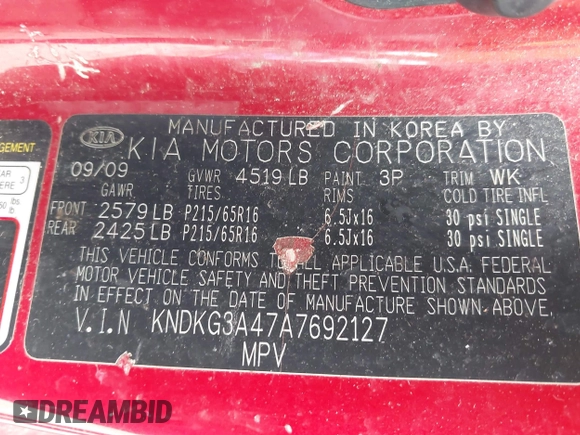 MANUFACTURED IN KOREA BY
KIA KIA MOTORS CORPORATION
09/09 GVWR 4519 LB PAINT 3P TRIM WK
GAWR TIRES RIMS COLD TIRE INFL
FRONT 2579 LB P215/65R16 6.5Jx16 30 psi SINGLE
REAR 2425 LB P215/65R16 6.5Jx16 30 psi SINGLE
THIS VEHICLE CONFORMS TO ALL APPLICABLE U.S.A. FEDERAL
MOTOR VEHICLE SAFETY AND THEFT PREVENTION STANDARDS
IN EFFECT ON THE DATE OF MANUFACTURE SHOWN ABOVE.
V.I.N KNDKG3A47A7692127
MPV
3
lbs
DREAMBID